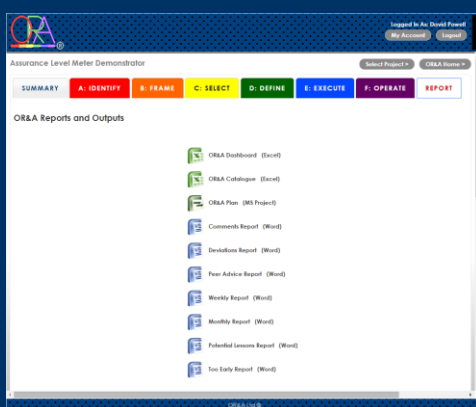 ORA®
Logged In As: David Powell
My Account Logout
Assurance Level Meter Demonstrator
Select Project > OR&A Home >
SUMMARY A: IDENTIFY B: FRAME C: SELECT D: DEFINE E: EXECUTE F: OPERATE REPORT
OR&A Reports and Outputs
OR&A Dashboard (Excel)
OR&A Catalogue (Excel)
OR&A Plan (MS Project)
Comments Report (Word)
Deviations Report (Word)
Peer Advice Report (Word)
Weekly Report (Word)
Monthly Report (Word)
Potential Lessons Report (Word)
Too Early Report (Word)